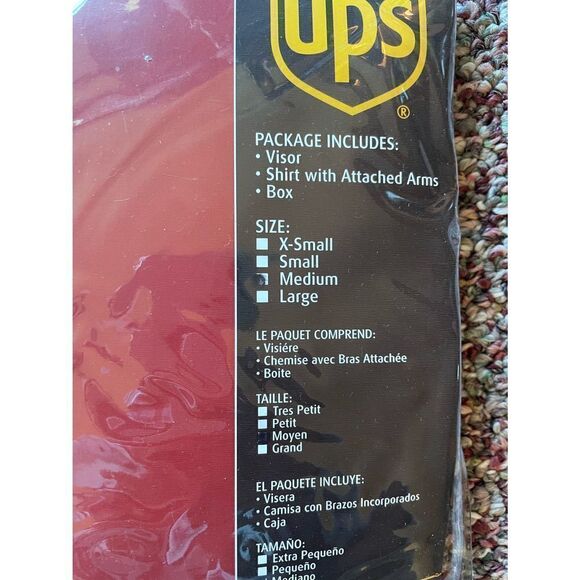 ups
®
PACKAGE INCLUDES:
• Visor
• Shirt with Attached Arms
• Box
SIZE:
X-Small
Small
Medium
Large
LE PAQUET COMPREND:
• Visiére
• Chemise avec Bras Attachée
• Boite
TAILLE:
Tres Petit
Petit
Moyen
Grand
EL PAQUETE INCLUYE:
• Visera
• Camisa con Brazos Incorporados
• Caja
TAMAÑO:
Extra Pequeño
Pequeño
Mediano